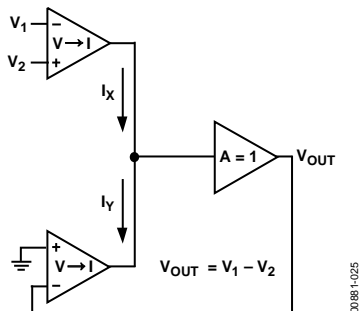 V1
−
V→I
V2
+
IX
A = 1
VOUT
IY
+
V→I
−
VOUT = V1 − V2
00881-025